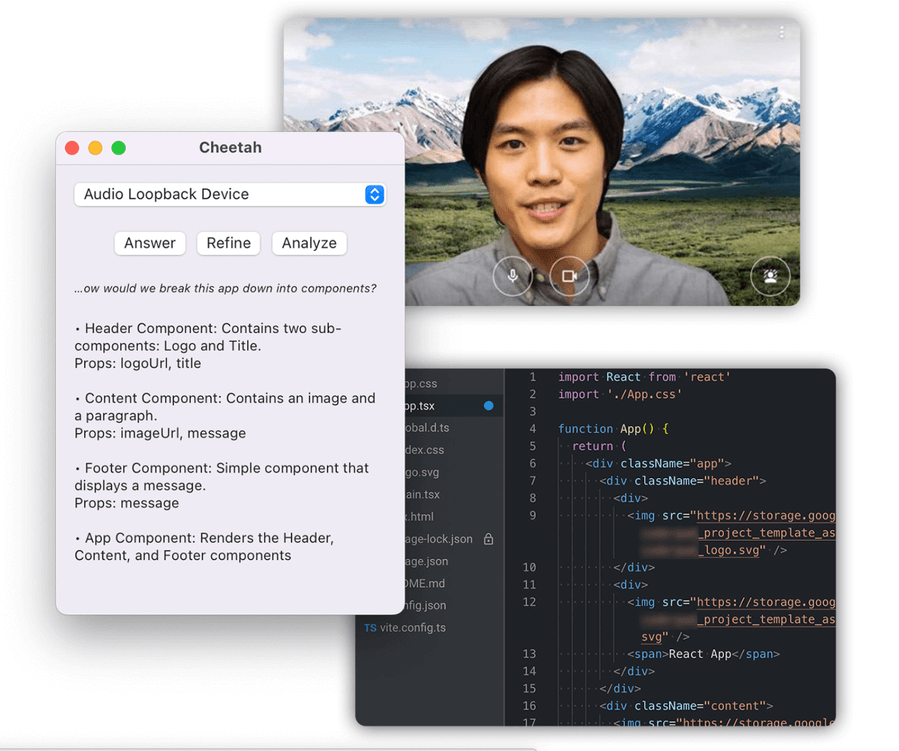 Cheetah
Audio Loopback Device
Answer
Refine
Analyze
...ow would we break this app down into components?
• Header Component: Contains two sub-
components: Logo and Title.
Props: logoUrl, title
• Content Component: Contains an image and
a paragraph.
Props: imageUrl, message
• Footer Component: Simple component that
displays a message.
Props: message
• App Component: Renders the Header,
Content, and Footer components
pp.css
pp.tsx
obal.d.ts
dex.css
go.svg
ain.tsx
x.html
age-lock.json
age.json
DME.md
nfig.json
TS vite.config.ts
1 import React from 'react'
2 import './App.css'
3
4 function App() {
5 return (
6 <div className="app">
7 <div className="header">
8 <div>
9 <img src="https://storage.goog
_project_template_as
_logo.svg" />
10 </div>
11 <div>
12 <img src="https://storage.goog
_project_template_as
svg" />
13 <span>React App</span>
14 </div>
15 </div>
16 <div className="content">
17 <img src="https://storage.google